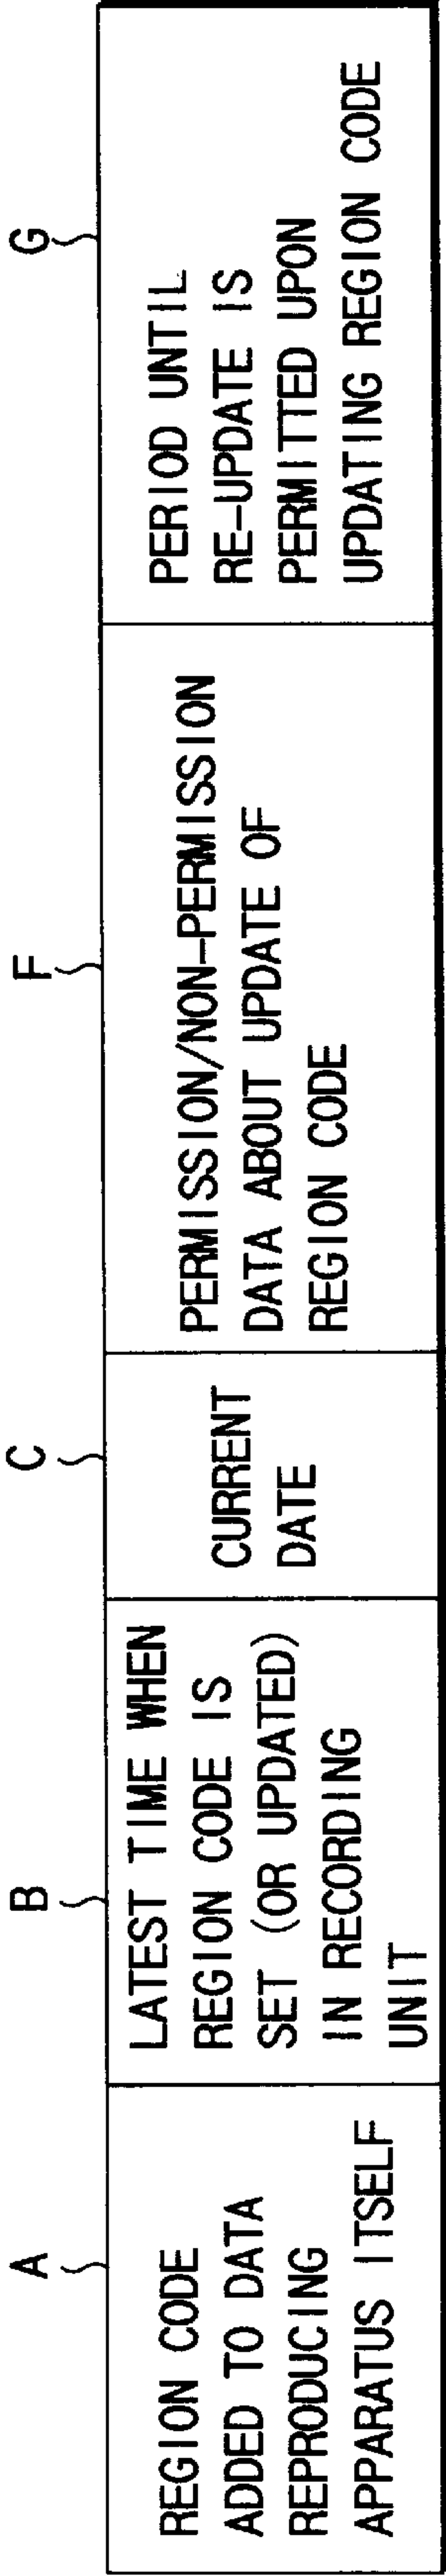 A
REGION CODE
ADDED TO DATA
REPRODUCING
APPARATUS ITSELF
B
LATEST TIME WHEN
REGION CODE IS
SET (OR UPDATED)
IN RECORDING
UNIT
C
CURRENT
DATE
F
PERMISSION/NON-PERMISSION
DATA ABOUT UPDATE OF
REGION CODE
G
PERIOD UNTIL
RE-UPDATE IS
PERMITTED UPON
UPDATING REGION CODE